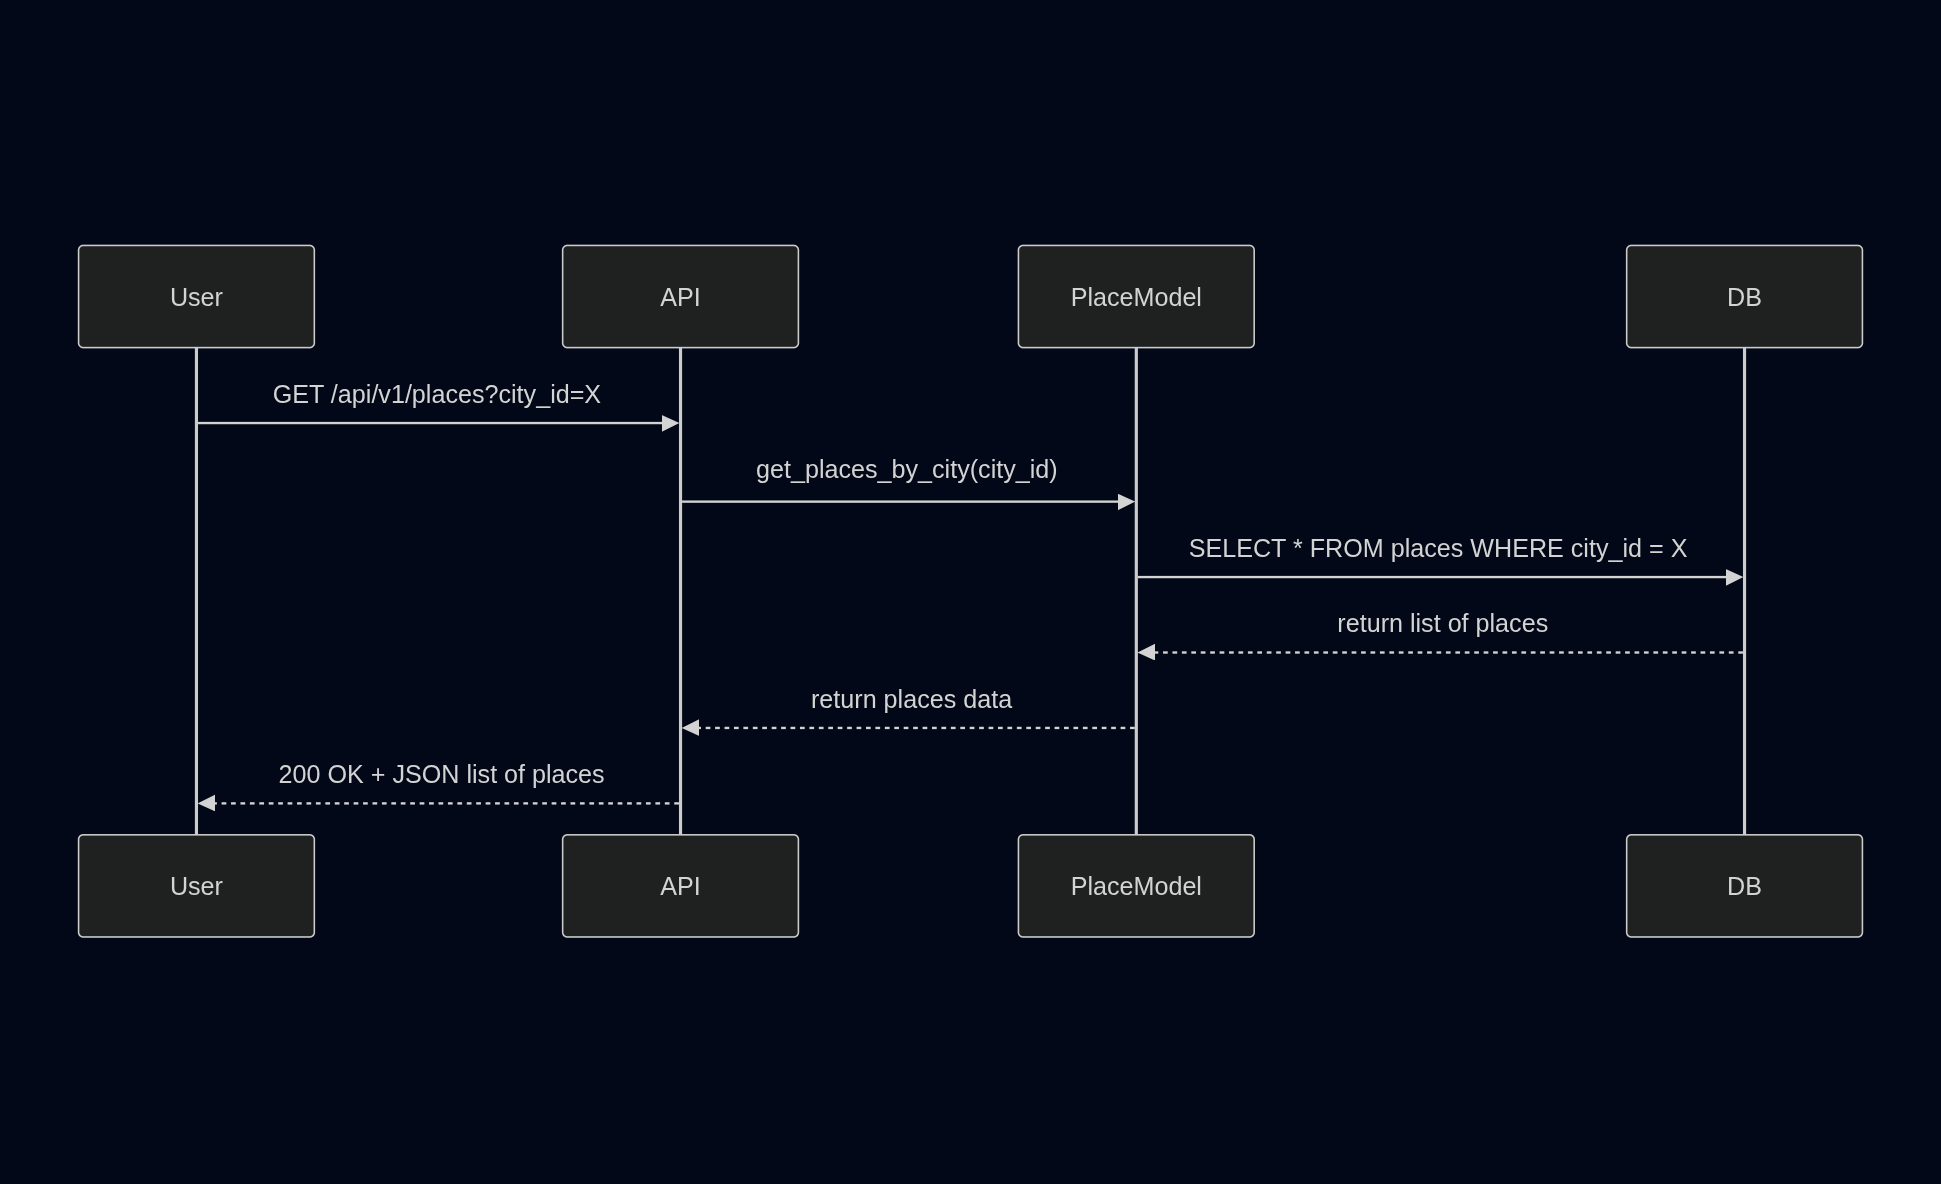 User
API
PlaceModel
DB
GET /api/v1/places?city_id=X
get_places_by_city(city_id)
SELECT * FROM places WHERE city_id = X
return list of places
return places data
200 OK + JSON list of places
User
API
PlaceModel
DB